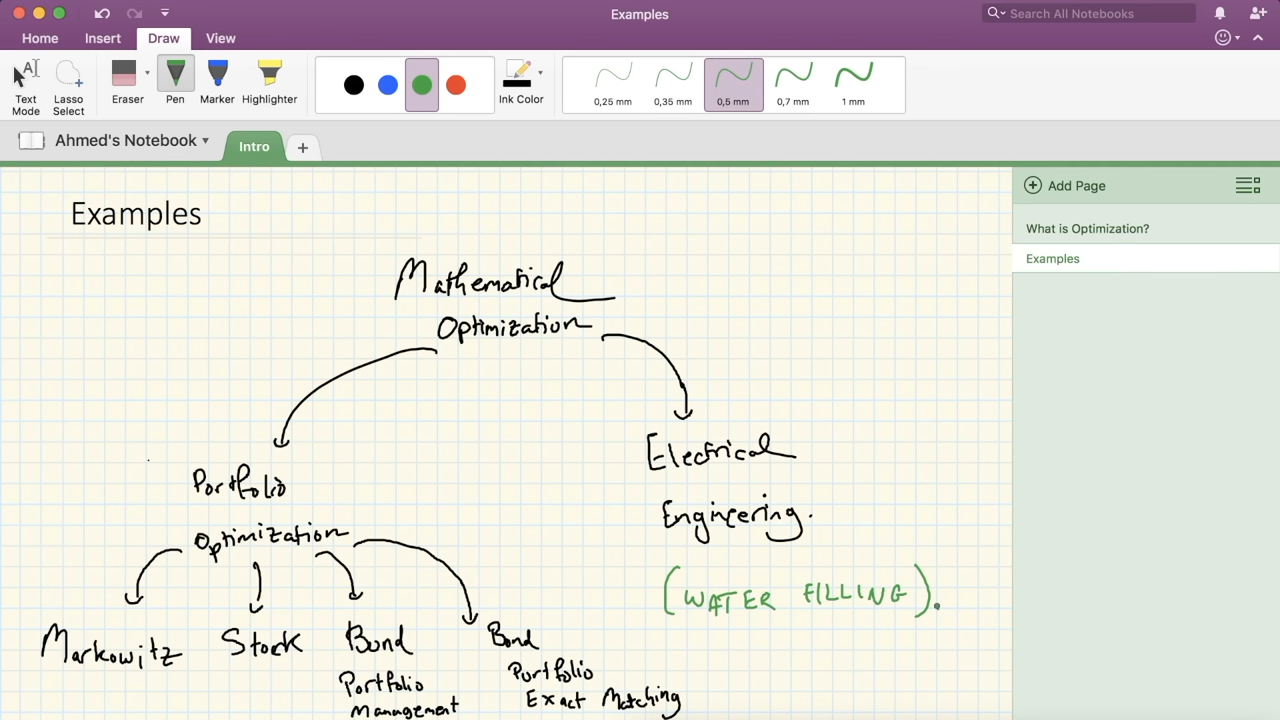 Examples
Search All Notebooks
Home Insert Draw View
Text Mode
Lasso Select
Eraser
Pen
Marker
Highlighter
Ink Color
0,25 mm
0,35 mm
0,5 mm
0,7 mm
1 mm
Ahmed's Notebook
Intro
Add Page
What is Optimization?
Examples
Examples
Mathematical
Optimization
Portfolio
Optimization
Electrical
Engineering.
(WATER FILLING).
Markowitz
Stock
Bond
Portfolio
Management
Bond
Portfolio
Exact Matching